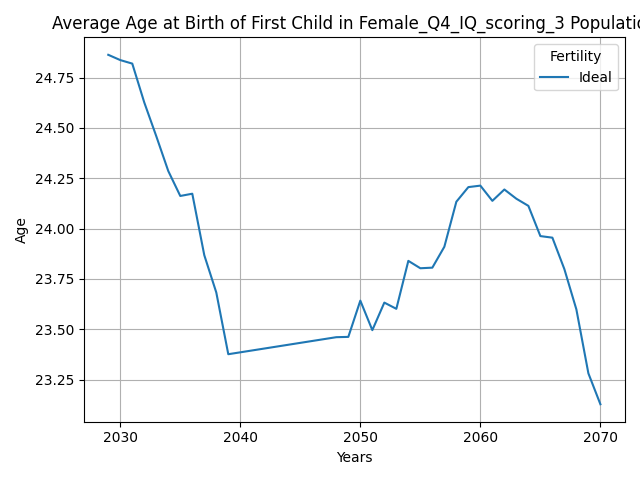 Average Age at Birth of First Child in Female_Q4_IQ_scoring_3 Populatio
Fertility
Ideal
24.75
24.50
24.25
24.00
23.75
23.50
23.25
Age
2030 2040 2050 2060 2070
Years